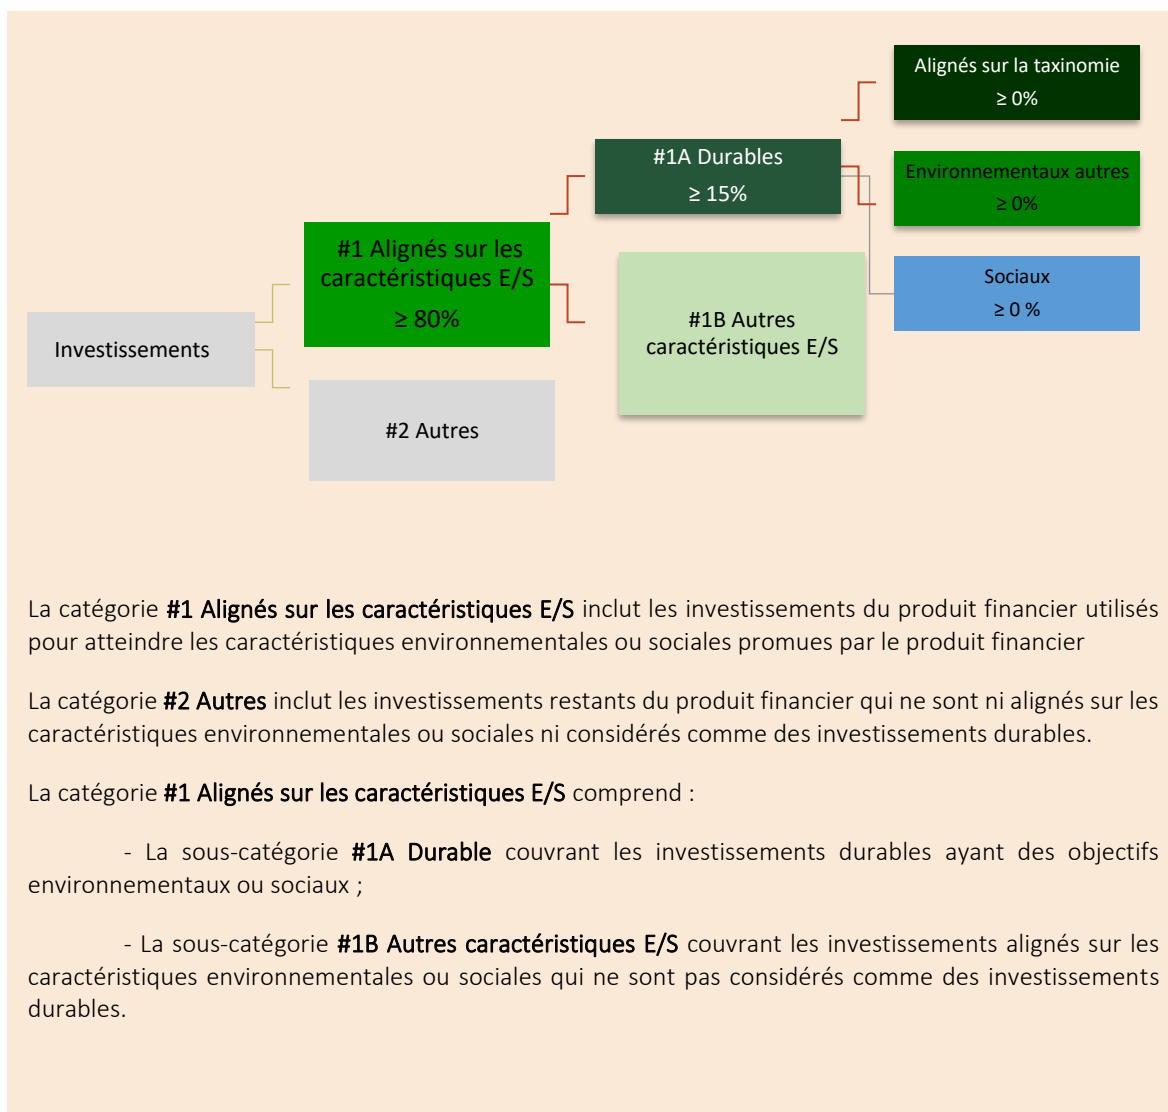 Alignés sur la taxinomie
≥ 0%
#1A Durables
≥ 15%
Environnementaux autres
≥ 0%
#1 Alignés sur les
caractéristiques E/S
≥ 80%
Sociaux
≥ 0 %
#1B Autres
caractéristiques E/S
Investissements
#2 Autres
La catégorie #1 Alignés sur les caractéristiques E/S inclut les investissements du produit financier utilisés
pour atteindre les caractéristiques environnementales ou sociales promues par le produit financier
La catégorie #2 Autres inclut les investissements restants du produit financier qui ne sont ni alignés sur les
caractéristiques environnementales ou sociales ni considérés comme des investissements durables.
La catégorie #1 Alignés sur les caractéristiques E/S comprend :
- La sous-catégorie #1A Durable couvrant les investissements durables ayant des objectifs
environnementaux ou sociaux ;
- La sous-catégorie #1B Autres caractéristiques E/S couvrant les investissements alignés sur les
caractéristiques environnementales ou sociales qui ne sont pas considérés comme des investissements
durables.